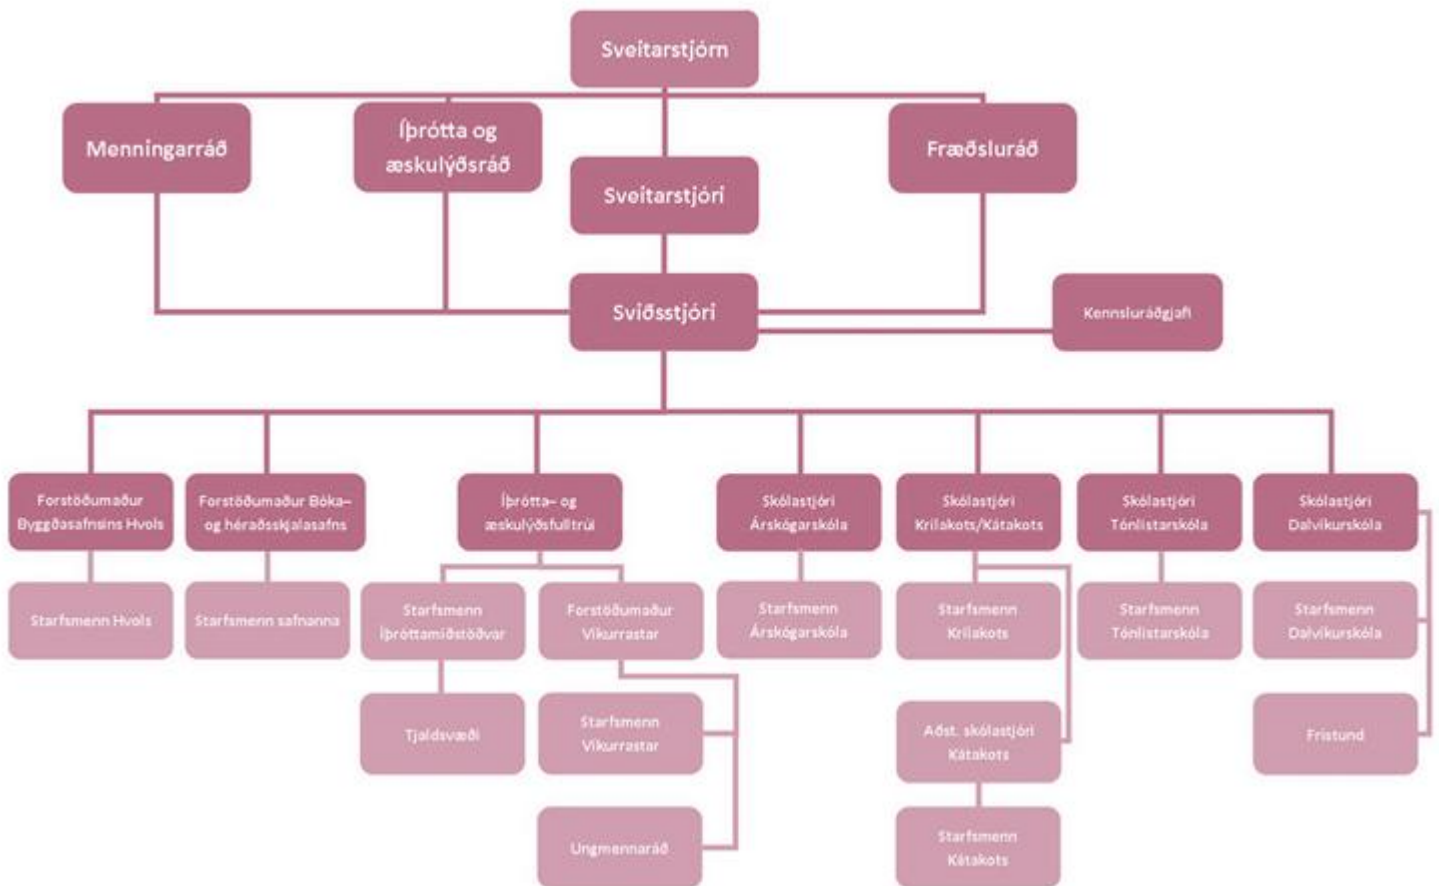 Sveitarstjórn
Menningarráð
Íþrótta og
æskulýðsráð
Fræðsluráð
Sveitarstjóri
Sviðsstjóri
Kennsluráðgjafi
Forstöðumaður
Byggðasafnsins Hvols
Forstöðumaður Bóka–
og héraðsskjalasafns
Íþrótta– og
æskulýðsfulltrúi
Skólastjóri
Árskógarskóla
Skólastjóri
Krílakots/Kátakots
Skólastjóri
Tónlistarskóla
Skólastjóri
Dalvíkurskóla
Starfsmenn Hvols
Starfsmenn safnanna
Starfsmenn
Íþróttamiðstöðvar
Forstöðumaður
Víkurrastar
Starfsmenn
Árskógarskóla
Starfsmenn
Krílakots
Starfsmenn
Tónlistarskóla
Starfsmenn
Dalvíkurskóla
Tjaldsvæði
Starfsmenn
Víkurrastar
Aðst. skólastjóri
Kátakots
Frístund
Ungmennaráð
Starfsmenn
Kátakots